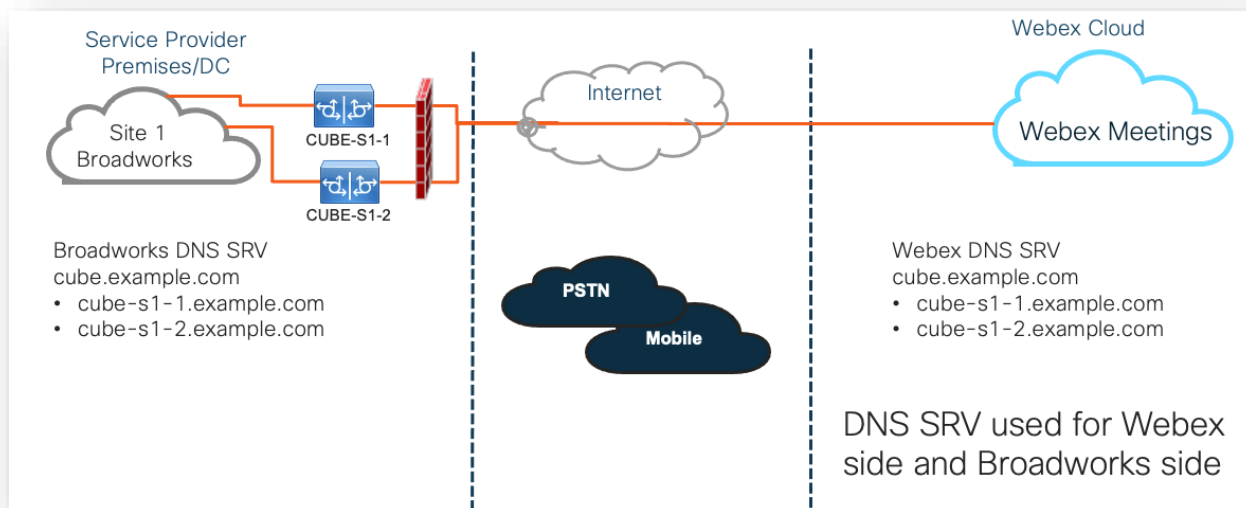 Service Provider
Premises/DC
Site 1
Broadworks
CUBE-S1-1
CUBE-S1-2
Broadworks DNS SRV
cube.example.com
• cube-s1-1.example.com
• cube-s1-2.example.com
Internet
PSTN
Mobile
Webex Cloud
Webex Meetings
Webex DNS SRV
cube.example.com
• cube-s1-1.example.com
• cube-s1-2.example.com
DNS SRV used for Webex
side and Broadworks side